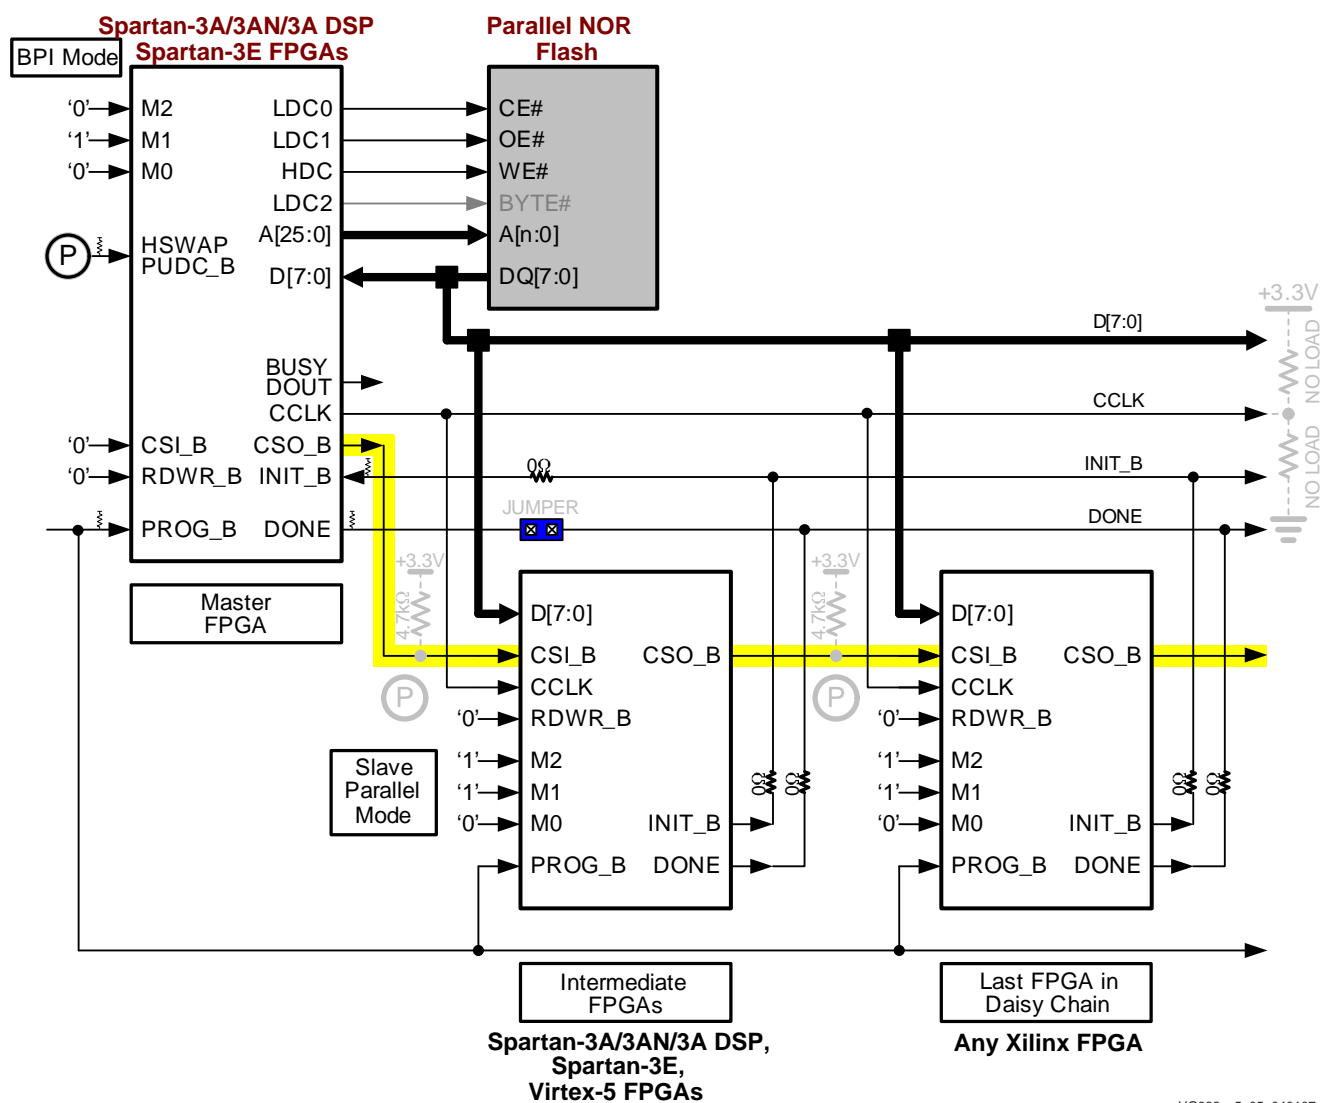 Spartan-3A/3AN/3A DSP
Spartan-3E FPGAs
Parallel NOR
Flash
BPI Mode
‘0’ M2 LDC0 CE#
‘1’ M1 LDC1 OE#
‘0’ M0 HDC WE#
LDC2 BYTE#
A[25:0] A[n:0]
P HSWAP
PUDC_B
D[7:0] DQ[7:0]
+3.3V
NO LOAD
NO LOAD
D[7:0]
BUSY
DOUT
CCLK
CCLK
‘0’ CSI_B CSO_B
‘0’ RDWR_B INIT_B
0Ω
INIT_B
JUMPER
PROG_B DONE
DONE
Master
FPGA
+3.3V
4.7kΩ
P
D[7:0]
CSI_B CSO_B
CCLK
‘0’ RDWR_B
‘1’ M2
‘1’ M1
‘0’ M0 INIT_B
PROG_B DONE
0Ω
0Ω
Slave
Parallel
Mode
+3.3V
4.7kΩ
P
D[7:0]
CSI_B CSO_B
CCLK
‘0’ RDWR_B
‘1’ M2
‘1’ M1
‘0’ M0 INIT_B
PROG_B DONE
0Ω
0Ω
Intermediate
FPGAs
Last FPGA in
Daisy Chain
Spartan-3A/3AN/3A DSP,
Spartan-3E,
Virtex-5 FPGAs
Any Xilinx FPGA